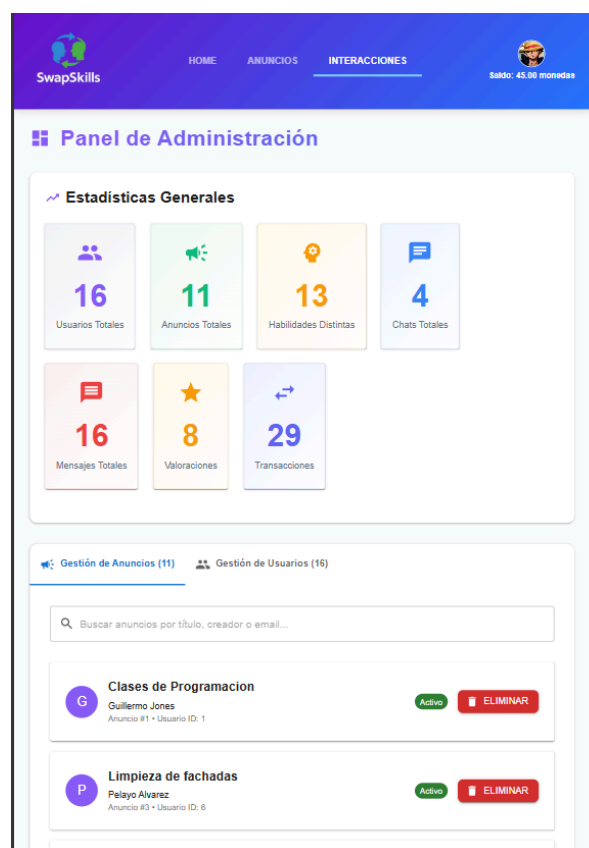 SwapSkills
HOME ANUNCIOS INTERACCIONES
Saldo: 45.00 monedas
Panel de Administración
Estadísticas Generales
16
Usuarios Totales
11
Anuncios Totales
13
Habilidades Distintas
4
Chats Totales
16
Mensajes Totales
8
Valoraciones
29
Transacciones
Gestión de Anuncios (11) Gestión de Usuarios (16)
Buscar anuncios por título, creador o email...
G
Clases de Programacion
Guillermo Jones
Anuncio #1 • Usuario ID: 1
Activo ELIMINAR
P
Limpieza de fachadas
Pelayo Alvarez
Anuncio #3 • Usuario ID: 6
Activo ELIMINAR